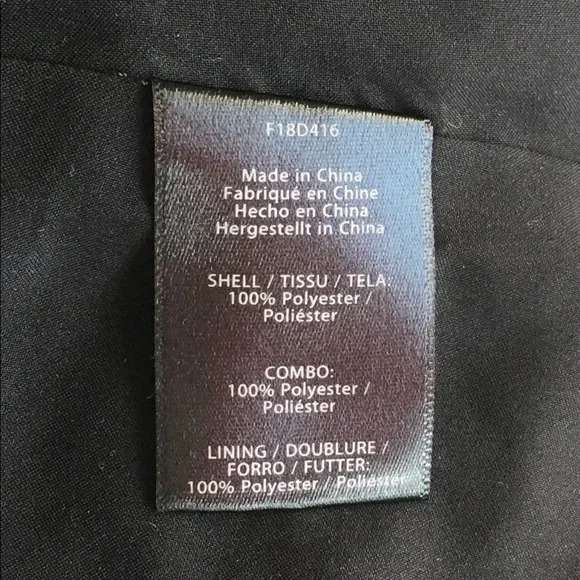 F18D416
Made in China
Fabriqué en Chine
Hecho en China
Hergestellt in China
SHELL / TISSU / TELA:
100% Polyester /
Poliéster
COMBO:
100% Polyester /
Poliéster
LINING / DOUBLURE /
FORRO / FUTTER:
100% Polyester / Poliéster